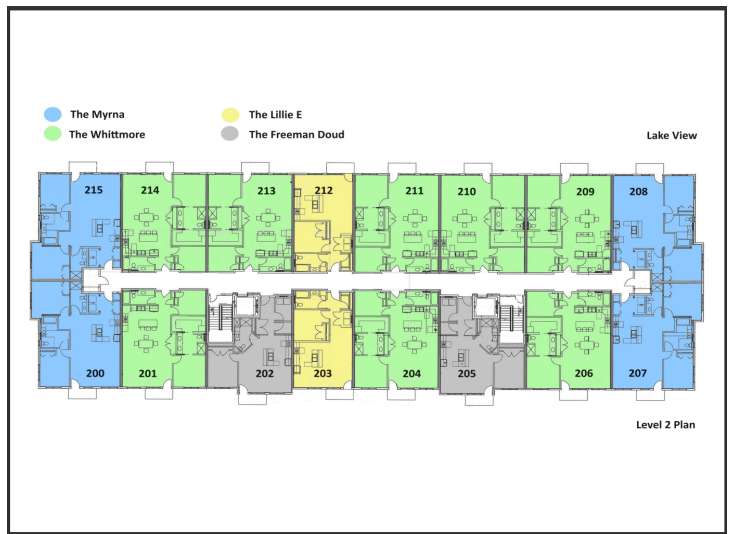 The Myrna The Lillie E
The Whittmore The Freeman Doud
Lake View
215 214 213 212 211 210 209 208
200 201 202 203 204 205 206 207
Level 2 Plan